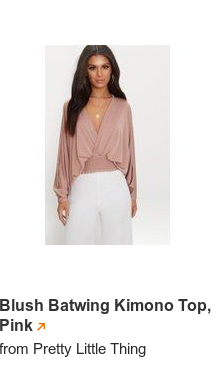 Blush Batwing Kimono Top,
Pink
from Pretty Little Thing